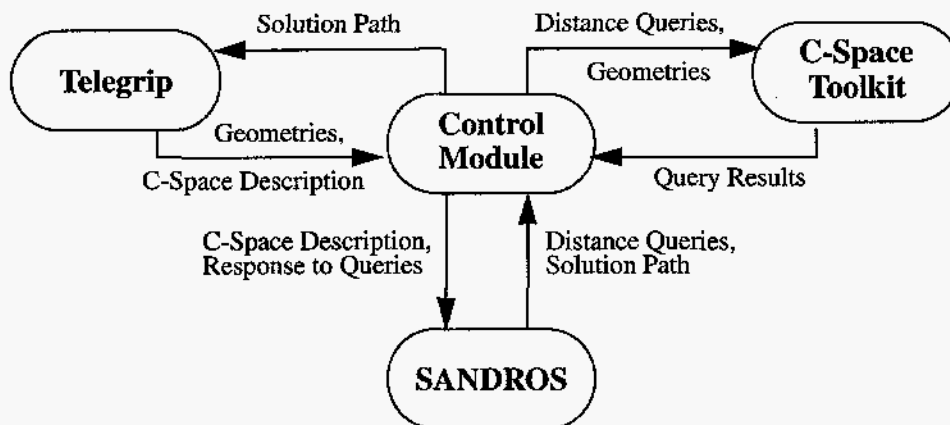 Solution Path
Distance Queries,
Geometries
Telegrip
C-Space
Toolkit
Control
Module
Geometries,
C-Space Description
Query Results
C-Space Description,
Response to Queries
Distance Queries,
Solution Path
SANDROS